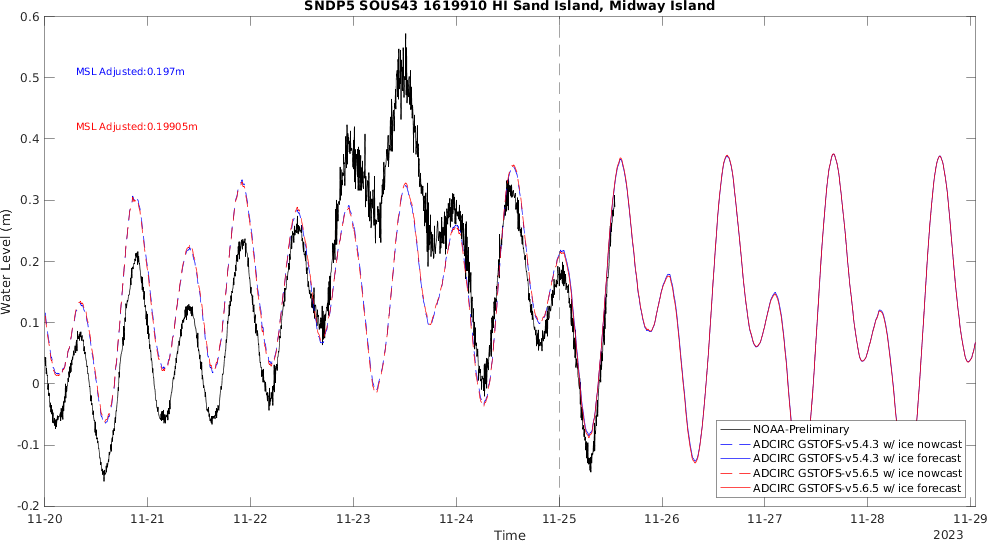 SNDP5 SOUS43 1619910 HI Sand Island, Midway Island
0.6
0.5
0.4
0.3
0.2
0.1
0
-0.1
-0.2
Water Level (m)
MSL Adjusted:0.197m
MSL Adjusted:0.19905m
NOAA-Preliminary
ADCIRC GSTOFS-v5.4.3 w/ ice nowcast
ADCIRC GSTOFS-v5.4.3 w/ ice forecast
ADCIRC GSTOFS-v5.6.5 w/ ice nowcast
ADCIRC GSTOFS-v5.6.5 w/ ice forecast
11-20 11-21 11-22 11-23 11-24 11-25 11-26 11-27 11-28 11-29
Time
2023